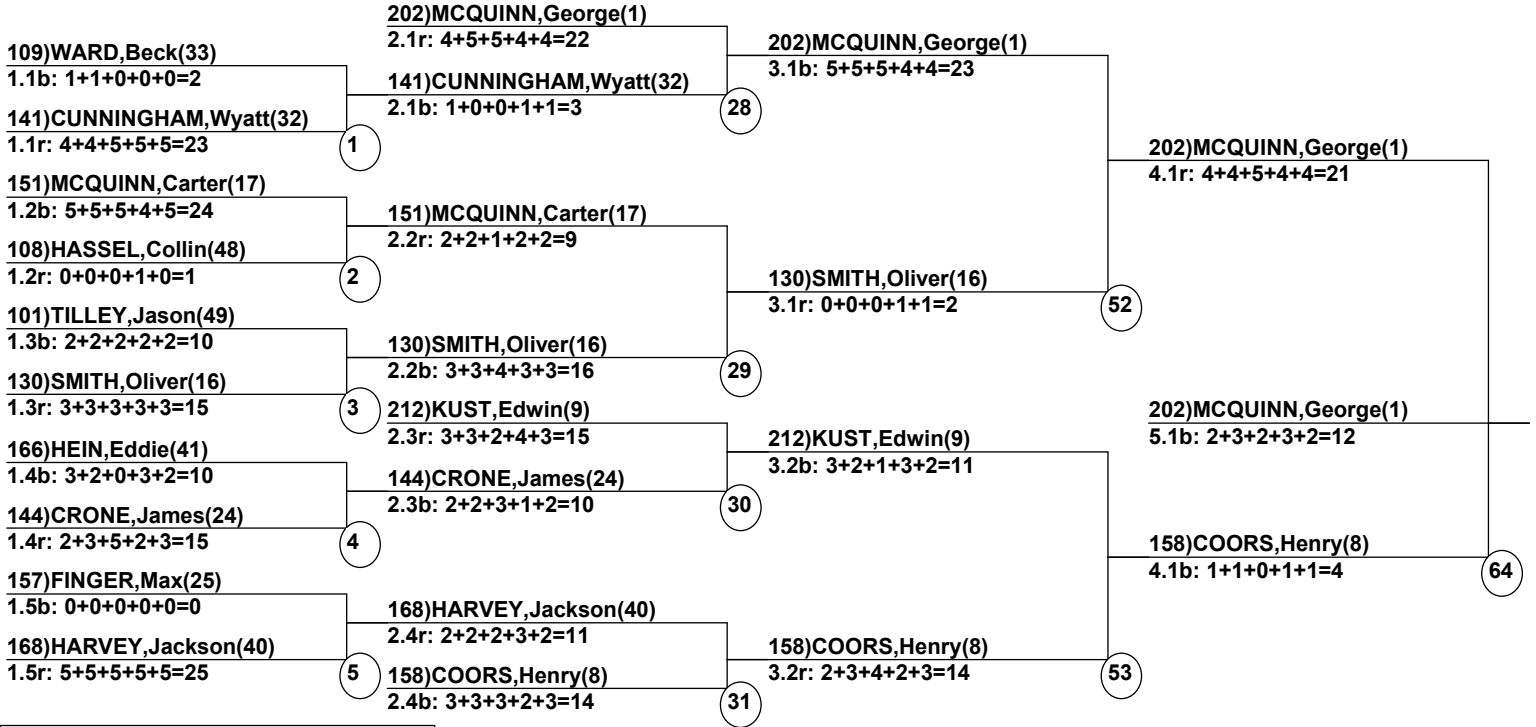 109)WARD,Beck(33)
1.1b: 1+1+0+0+0=2
141)CUNNINGHAM,Wyatt(32)
1.1r: 4+4+5+5+5=23
1
151)MCQUINN,Carter(17)
1.2b: 5+5+5+4+5=24
108)HASSEL,Collin(48)
1.2r: 0+0+0+1+0=1
2
101)TILLEY,Jason(49)
1.3b: 2+2+2+2+2=10
130)SMITH,Oliver(16)
1.3r: 3+3+3+3+3=15
3
166)HEIN,Eddie(41)
1.4b: 3+2+0+3+2=10
144)CRONE,James(24)
1.4r: 2+3+5+2+3=15
4
157)FINGER,Max(25)
1.5b: 0+0+0+0+0=0
168)HARVEY,Jackson(40)
1.5r: 5+5+5+5+5=25
5
202)MCQUINN,George(1)
2.1r: 4+5+5+4+4=22
141)CUNNINGHAM,Wyatt(32)
2.1b: 1+0+0+1+1=3
28
151)MCQUINN,Carter(17)
2.2r: 2+2+1+2+2=9
130)SMITH,Oliver(16)
2.2b: 3+3+4+3+3=16
29
212)KUST,Edwin(9)
2.3r: 3+3+2+4+3=15
144)CRONE,James(24)
2.3b: 2+2+3+1+2=10
30
168)HARVEY,Jackson(40)
2.4r: 2+2+2+3+2=11
158)COORS,Henry(8)
2.4b: 3+3+3+2+3=14
31
202)MCQUINN,George(1)
3.1b: 5+5+5+4+4=23
130)SMITH,Oliver(16)
3.1r: 0+0+0+1+1=2
52
212)KUST,Edwin(9)
3.2b: 3+2+1+3+2=11
158)COORS,Henry(8)
3.2r: 2+3+4+2+3=14
53
202)MCQUINN,George(1)
4.1r: 4+4+5+4+4=21
158)COORS,Henry(8)
4.1b: 1+1+0+1+1=4
64
202)MCQUINN,George(1)
5.1b: 2+3+2+3+2=12